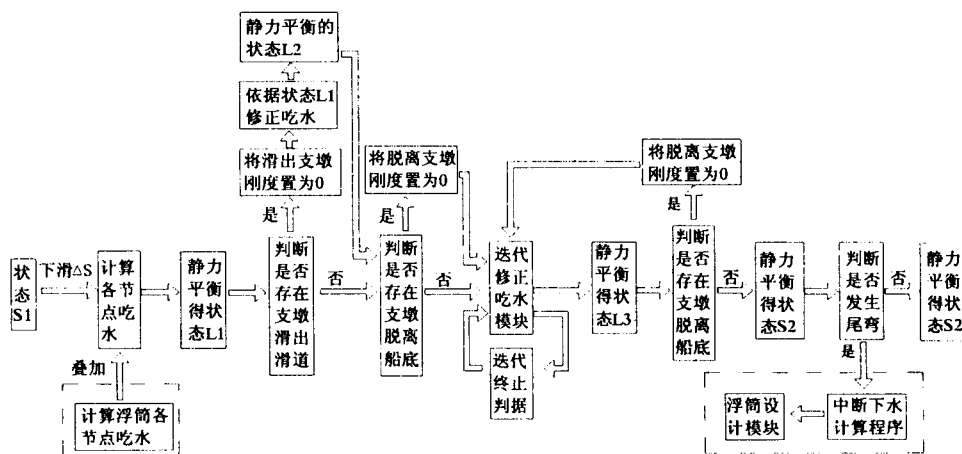 静力平衡的
状态L2
依据状态L1
修正吃水
将滑出支墩
刚度置为0
是
将脱离支墩
刚度置为0
是
将脱离支墩
刚度置为0
是
状
态
S1
下滑△S
计算
各节
点吃
水
静力
平衡
得状
态L1
判断
是否
存在
支墩
滑出
滑道
否
判断
是否
存在
支墩
脱离
船底
否
迭代
修正
吃水
模块
静力
平衡
得状
态L3
判断
是否
存在
支墩
脱离
船底
否
静力
平衡
得状
态S2
判断
是否
发生
尾弯
否
静力
平衡
得状
态S2
叠加
计算浮筒各
节点吃水
迭代
终止
判据
是
浮筒设
计模块
中断下水
计算程序